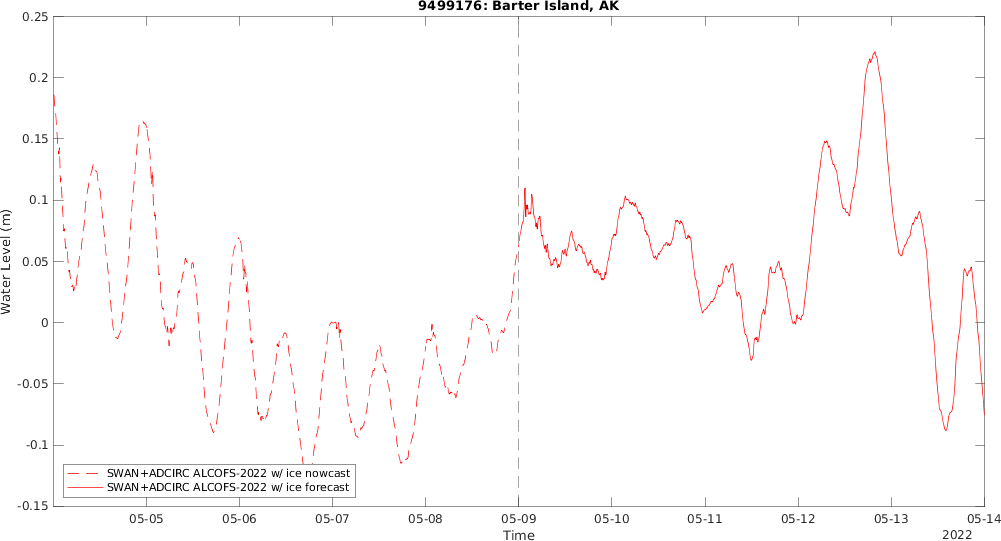 9499176: Barter Island, AK
0.25
0.2
0.15
0.1
0.05
0
-0.05
-0.1
-0.15
Water Level (m)
SWAN+ADCIRC ALCOFS-2022 w/ ice nowcast
SWAN+ADCIRC ALCOFS-2022 w/ ice forecast
05-05 05-06 05-07 05-08 05-09 05-10 05-11 05-12 05-13 05-14
Time
2022